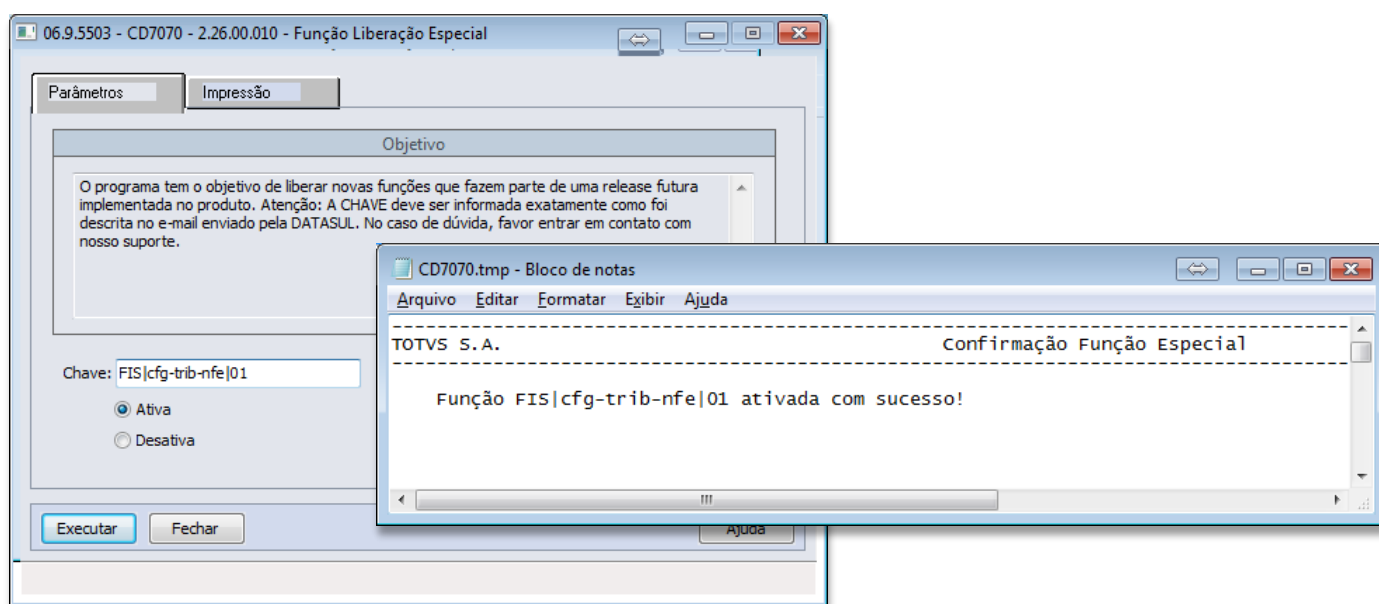 06.9.5503 - CD7070 - 2.26.00.010 - Função Liberação Especial
Parâmetros
Impressão
Objetivo
O programa tem o objetivo de liberar novas funções que fazem parte de uma release futura
implementada no produto. Atenção: A CHAVE deve ser informada exatamente como foi
descrita no e-mail enviado pela DATASUL. No caso de dúvida, favor entrar em contato com
nosso suporte.
Chave: FIS|cfg-trib-nfe|01
Ativa
Desativa
Executar
Fechar
Ajuda
CD7070.tmp - Bloco de notas
Arquivo Editar Formatar Exibir Ajuda
TOTVS S.A. Confirmação Função Especial
Função FIS|cfg-trib-nfe|01 ativada com sucesso!